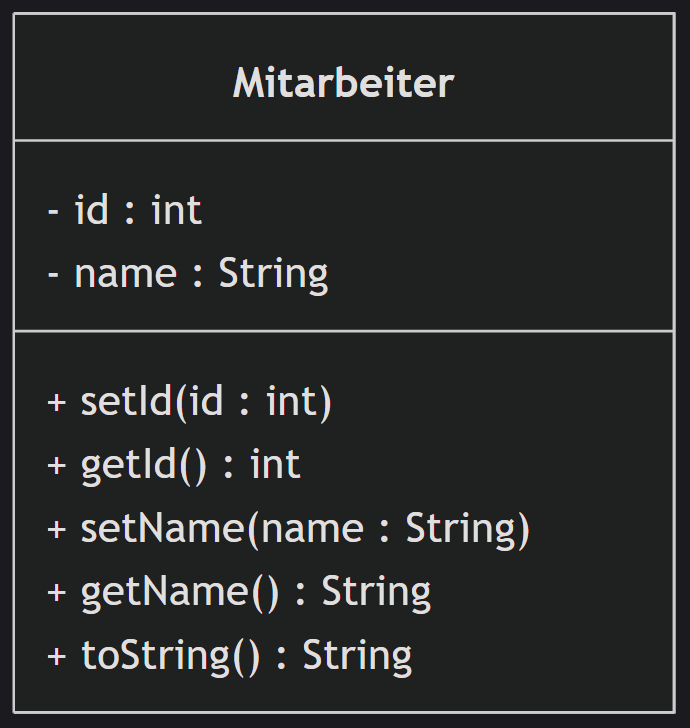 Mitarbeiter
- id : int
- name : String
+ setId(id : int)
+ getId() : int
+ setName(name : String)
+ getName() : String
+ toString() : String